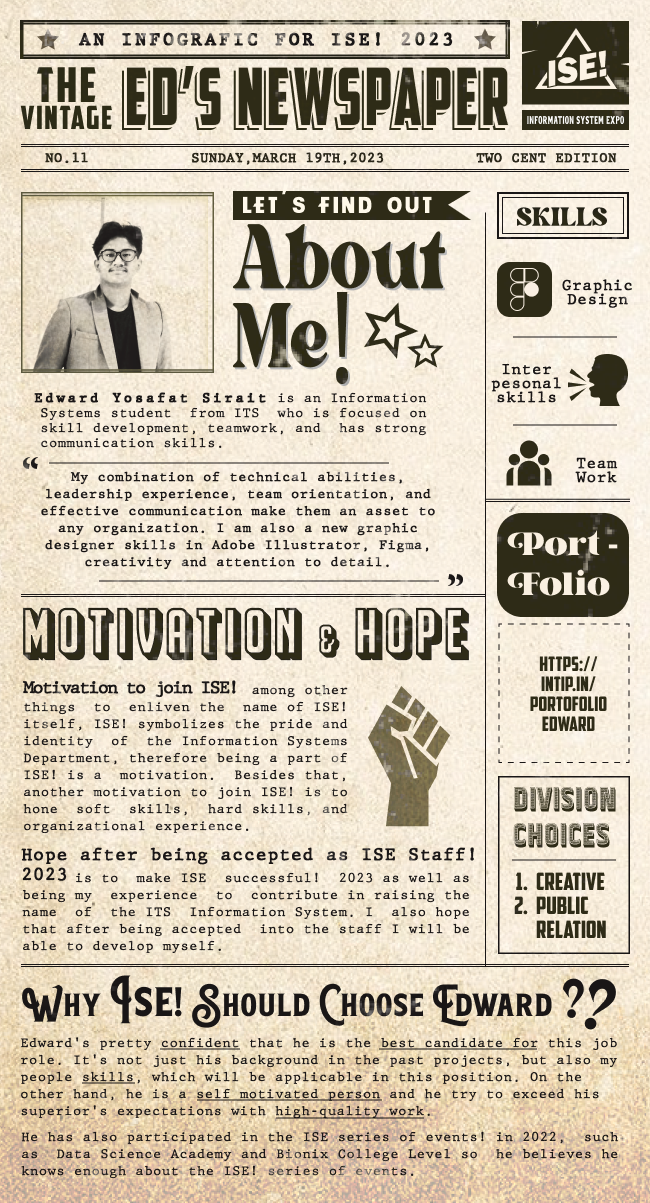 AN INFOGRAFIC FOR ISE! 2023
THE
VINTAGE
ED'S NEWSPAPER
ISE!
INFORMATION SYSTEM EXPO
NO.11
SUNDAY,MARCH 19TH,2023
TWO CENT EDITION
LET'S FIND OUT
About
Me!
Edward Yosafat Sirait is an Information
Systems student from ITS who is focused on
skill development, teamwork, and has strong
communication skills.
“
My combination of technical abilities,
leadership experience, team orientation, and
effective communication make them an asset to
any organization. I am also a new graphic
designer skills in Adobe Illustrator, Figma,
creativity and attention to detail.
”
SKILLS
Graphic
Design
Inter
pesonal
skills
Team
Work
Port -
Folio
HTTPS://
INTIP.IN/
PORTOFOLIO
EDWARD
DIVISION
CHOICES
1. CREATIVE
2. PUBLIC
RELATION
MOTIVATION & HOPE
Motivation to join ISE! among other
things to enliven the name of ISE!
itself, ISE! symbolizes the pride and
identity of the Information Systems
Department, therefore being a part of
ISE! is a motivation. Besides that,
another motivation to join ISE! is to
hone soft skills, hard skills, and
organizational experience.
Hope after being accepted as ISE Staff!
2023 is to make ISE successful! 2023 as well as
being my experience to contribute in raising the
name of the ITS Information System. I also hope
that after being accepted into the staff I will be
able to develop myself.
WHY ISE! SHOULD CHOOSE EDWARD ??
Edward's pretty confident that he is the best candidate for this job
role. It's not just his background in the past projects, but also my
people skills, which will be applicable in this position. On the
other hand, he is a self motivated person and he try to exceed his
superior's expectations with high-quality work.
He has also participated in the ISE series of events! in 2022, such
as Data Science Academy and Bionix College Level so he believes he
knows enough about the ISE! series of events.